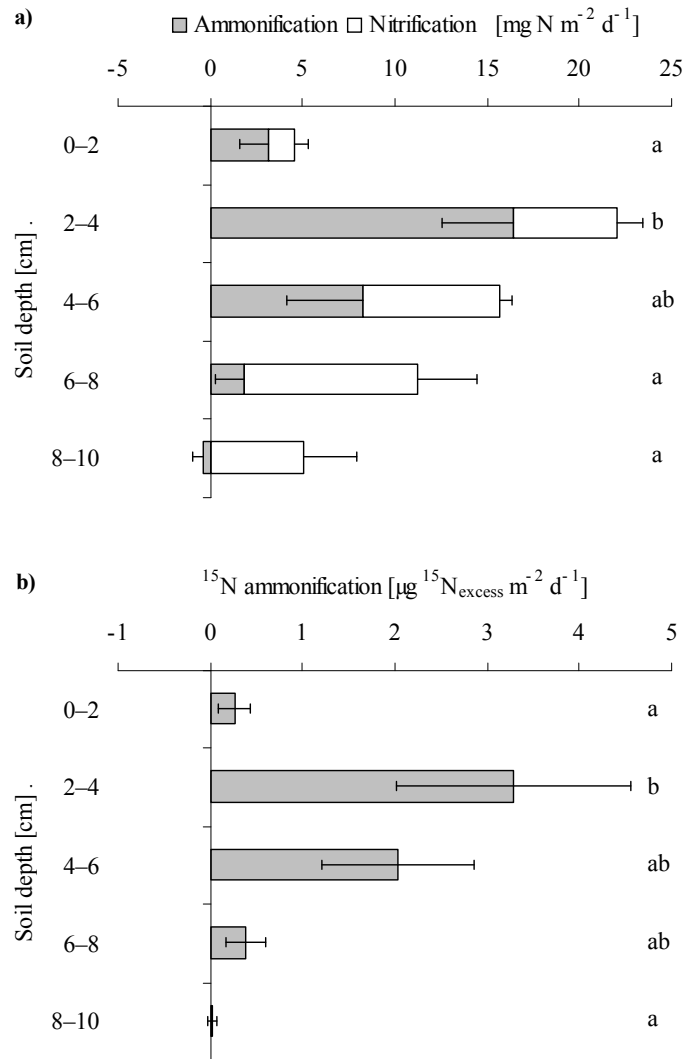 a) Ammonification Nitrification [mg N m⁻² d⁻¹]
-5 0 5 10 15 20 25
0–2 a
2–4 b
4–6 ab
6–8 a
8–10 a
Soil depth [cm] .
b) ¹⁵N ammonification [µg ¹⁵Nₑₓcₑₛₛ m⁻² d⁻¹]
-1 0 1 2 3 4 5
0–2 a
2–4 b
4–6 ab
6–8 ab
8–10 a
Soil depth [cm] .